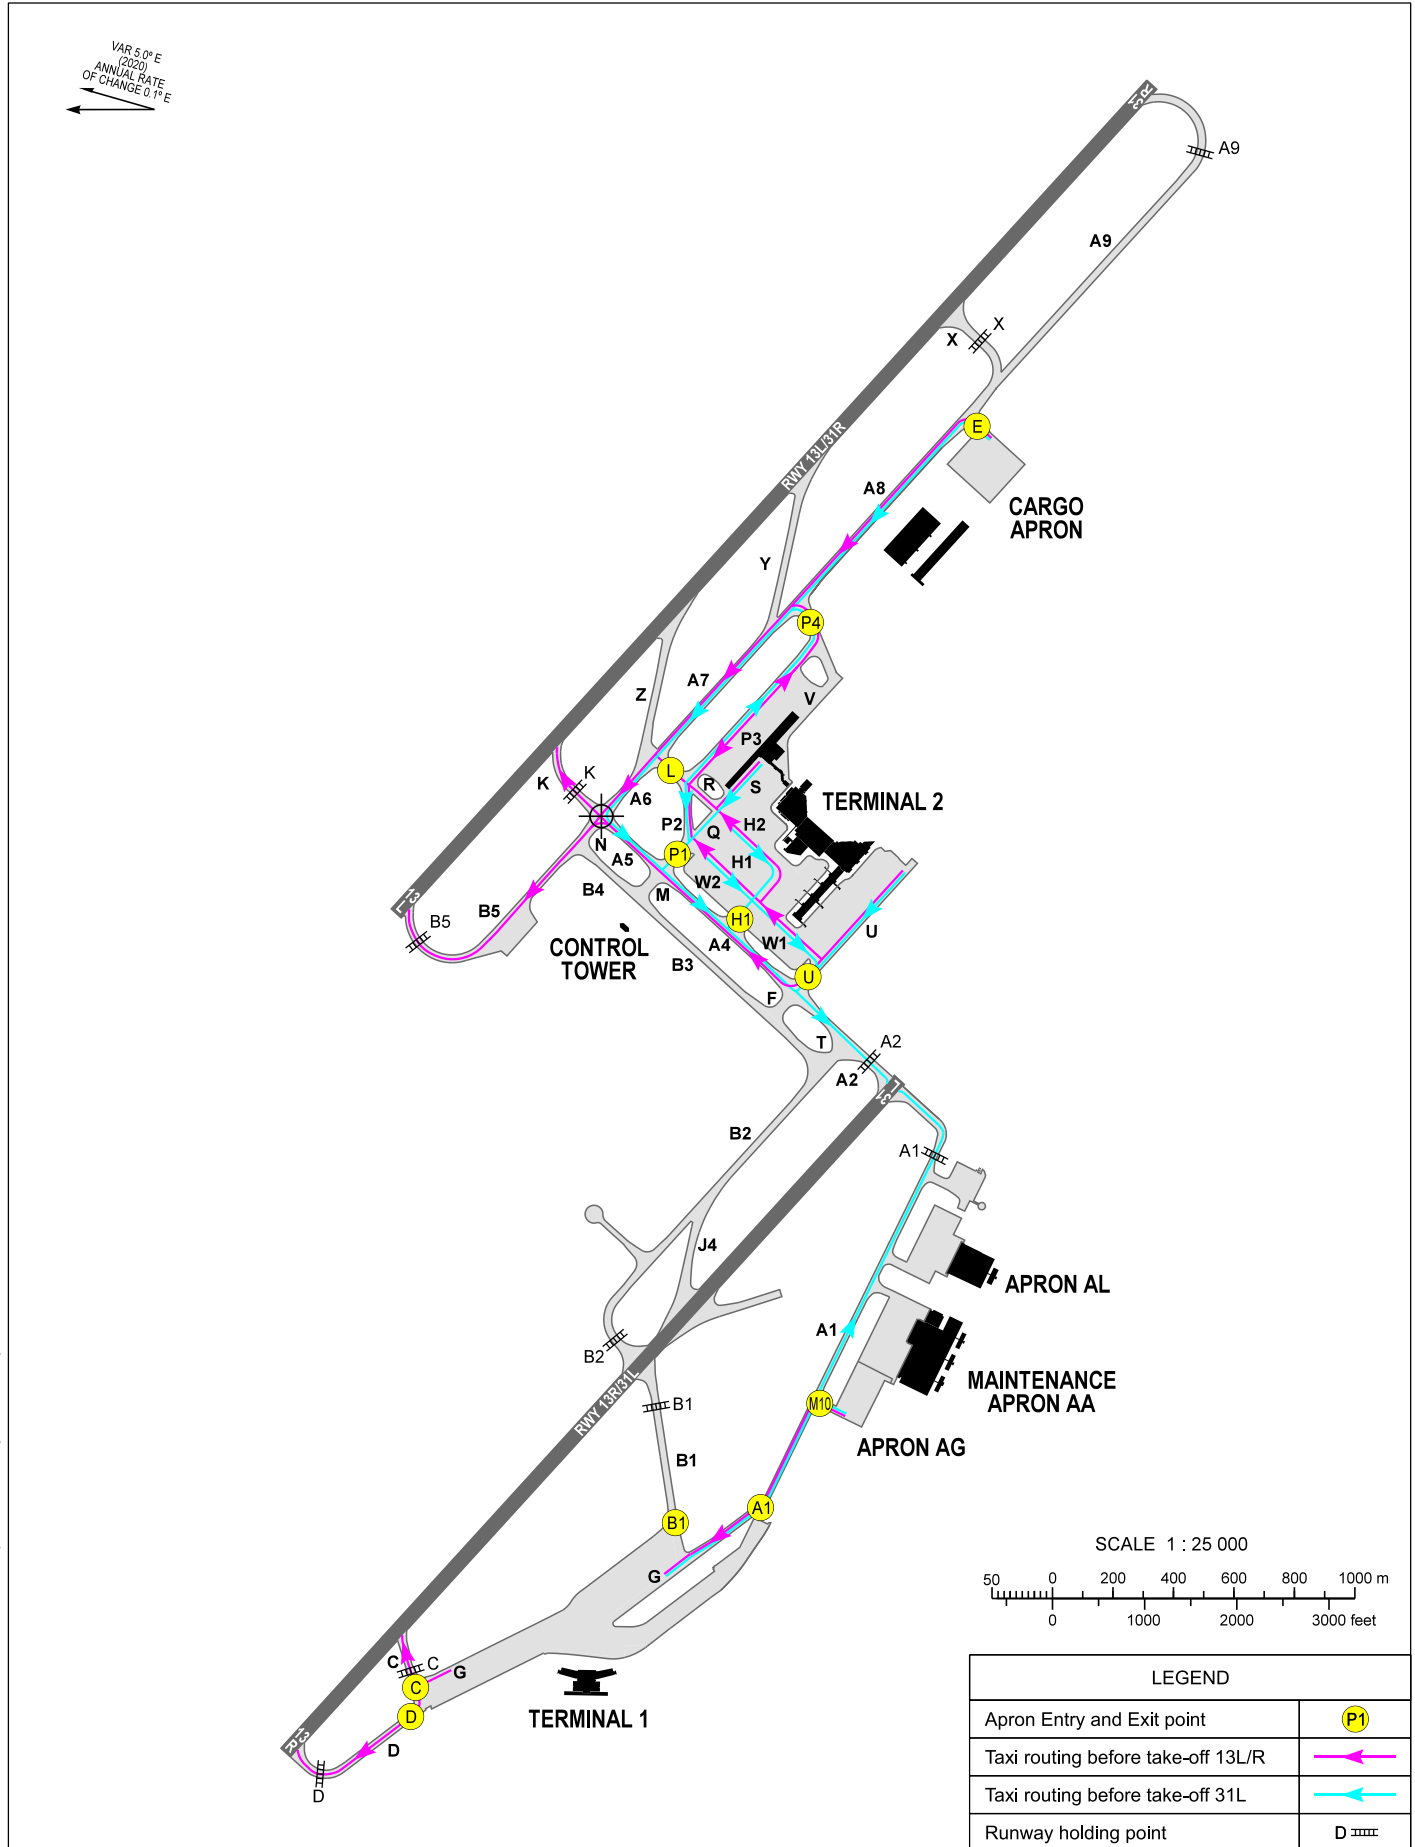 VAR 5.0° E
(2020)
ANNUAL RATE
OF CHANGE 0.1° E
31
R
A9
A9
X
X
E
RWY 13L/31R
A8
CARGO
APRON
Y
P4
A7
Z
V
P3
L
K
K
R
S
A6
TERMINAL 2
P2
Q
H2
N
A5
P1
H1
B4
M
W2
13
L
B5
B5
H1
A4
W1
U
CONTROL
TOWER
B3
U
F
T
A2
A2
31
L
B2
A1
J4
APRON AL
A1
B2
RWY 13R/31L
MAINTENANCE
APRON AA
B1
M10
APRON AG
B1
A1
B1
G
SCALE 1 : 25 000
50 0 200 400 600 800 1000 m
0 1000 2000 3000 feet
C
C
G
C
D
TERMINAL 1
13
R
D
D
LEGEND
Apron Entry and Exit point P1
Taxi routing before take-off 13L/R
Taxi routing before take-off 31L
Runway holding point D